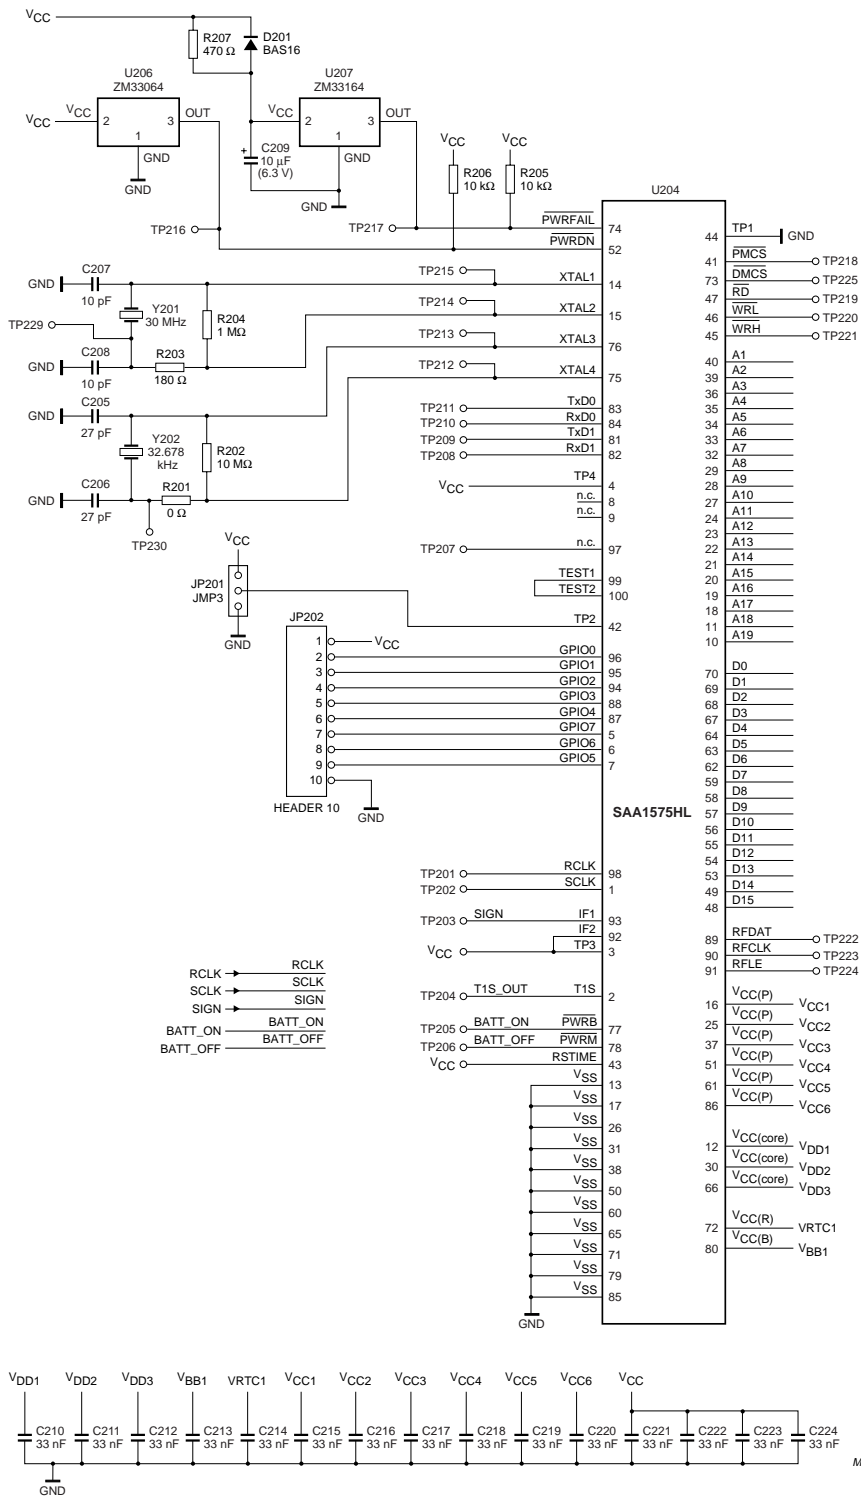 VCC
R207
470 Ω
D201
BAS16
U206
ZM33064
U207
ZM33164
VCC
VCC
2
3
OUT
1
GND
GND
VCC
2
3
OUT
1
GND
+
C209
10 µF
(6.3 V)
GND
VCC
VCC
R206
10 kΩ
R205
10 kΩ
U204
TP216
TP217
PWRFAIL
74
PWRDN
52
44
TP1
GND
41
PMCS
TP218
73
DMCS
TP225
47
RD
TP219
46
WRL
TP220
45
WRH
TP221
GND
C207
10 pF
TP215
XTAL1
14
Y201
30 MHz
R204
1 MΩ
TP214
XTAL2
15
TP229
TP213
XTAL3
76
GND
C208
10 pF
R203
180 Ω
TP212
XTAL4
75
GND
C205
27 pF
Y202
32.678
kHz
R202
10 MΩ
GND
C206
27 pF
R201
0 Ω
TP230
TP211
TxD0
83
TP210
RxD0
84
TP209
TxD1
81
TP208
RxD1
82
VCC
TP4
4
n.c.
8
n.c.
9
TP207
n.c.
97
TEST1
99
TEST2
100
TP2
42
VCC
JP201
JMP3
GND
JP202
1
VCC
2
GPIO0
96
3
GPIO1
95
4
GPIO2
94
5
GPIO3
88
6
GPIO4
87
7
GPIO7
5
8
GPIO6
6
9
GPIO5
7
10
GND
HEADER 10
40
A1
39
A2
36
A3
35
A4
34
A5
33
A6
32
A7
29
A8
28
A9
27
A10
24
A11
23
A12
22
A13
21
A14
20
A15
19
A16
18
A17
11
A18
10
A19
70
D0
69
D1
68
D2
67
D3
64
D4
63
D5
62
D6
59
D7
58
D8
57
D9
56
D10
55
D11
54
D12
53
D13
49
D14
48
D15
SAA1575HL
TP201
RCLK
98
TP202
SCLK
1
TP203
SIGN
IF1
93
IF2
92
VCC
TP3
3
89
RFDAT
TP222
90
RFCLK
TP223
91
RFLE
TP224
RCLK
RCLK
SCLK
SCLK
SIGN
SIGN
BATT_ON
BATT_ON
BATT_OFF
BATT_OFF
TP204
T1S_OUT
T1S
2
TP205
BATT_ON
PWRB
77
TP206
BATT_OFF
PWRM
78
VCC
RSTIME
43
VSS
13
VSS
17
VSS
26
VSS
31
VSS
38
VSS
50
VSS
60
VSS
65
VSS
71
VSS
79
VSS
85
GND
16
VCC(P)
VCC1
25
VCC(P)
VCC2
37
VCC(P)
VCC3
51
VCC(P)
VCC4
61
VCC(P)
VCC5
86
VCC(P)
VCC6
12
VCC(core)
VDD1
30
VCC(core)
VDD2
66
VCC(core)
VDD3
72
VCC(R)
VRTC1
80
VCC(B)
VBB1
VDD1
VDD2
VDD3
VBB1
VRTC1
VCC1
VCC2
VCC3
VCC4
VCC5
VCC6
VCC
C210
33 nF
C211
33 nF
C212
33 nF
C213
33 nF
C214
33 nF
C215
33 nF
C216
33 nF
C217
33 nF
C218
33 nF
C219
33 nF
C220
33 nF
C221
33 nF
C222
33 nF
C223
33 nF
C224
33 nF
GND